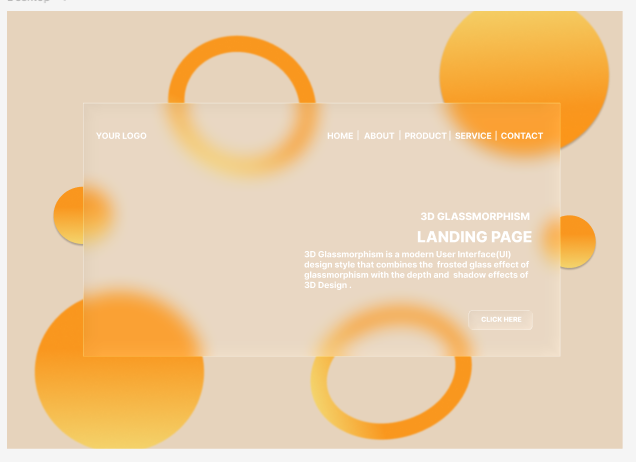 YOUR LOGO
HOME | ABOUT | PRODUCT | SERVICE | CONTACT
3D GLASSMORPHISM
LANDING PAGE
3D Glassmorphism is a modern User Interface(UI)
design style that combines the frosted glass effect of
glassmorphism with the depth and shadow effects of
3D Design .
CLICK HERE